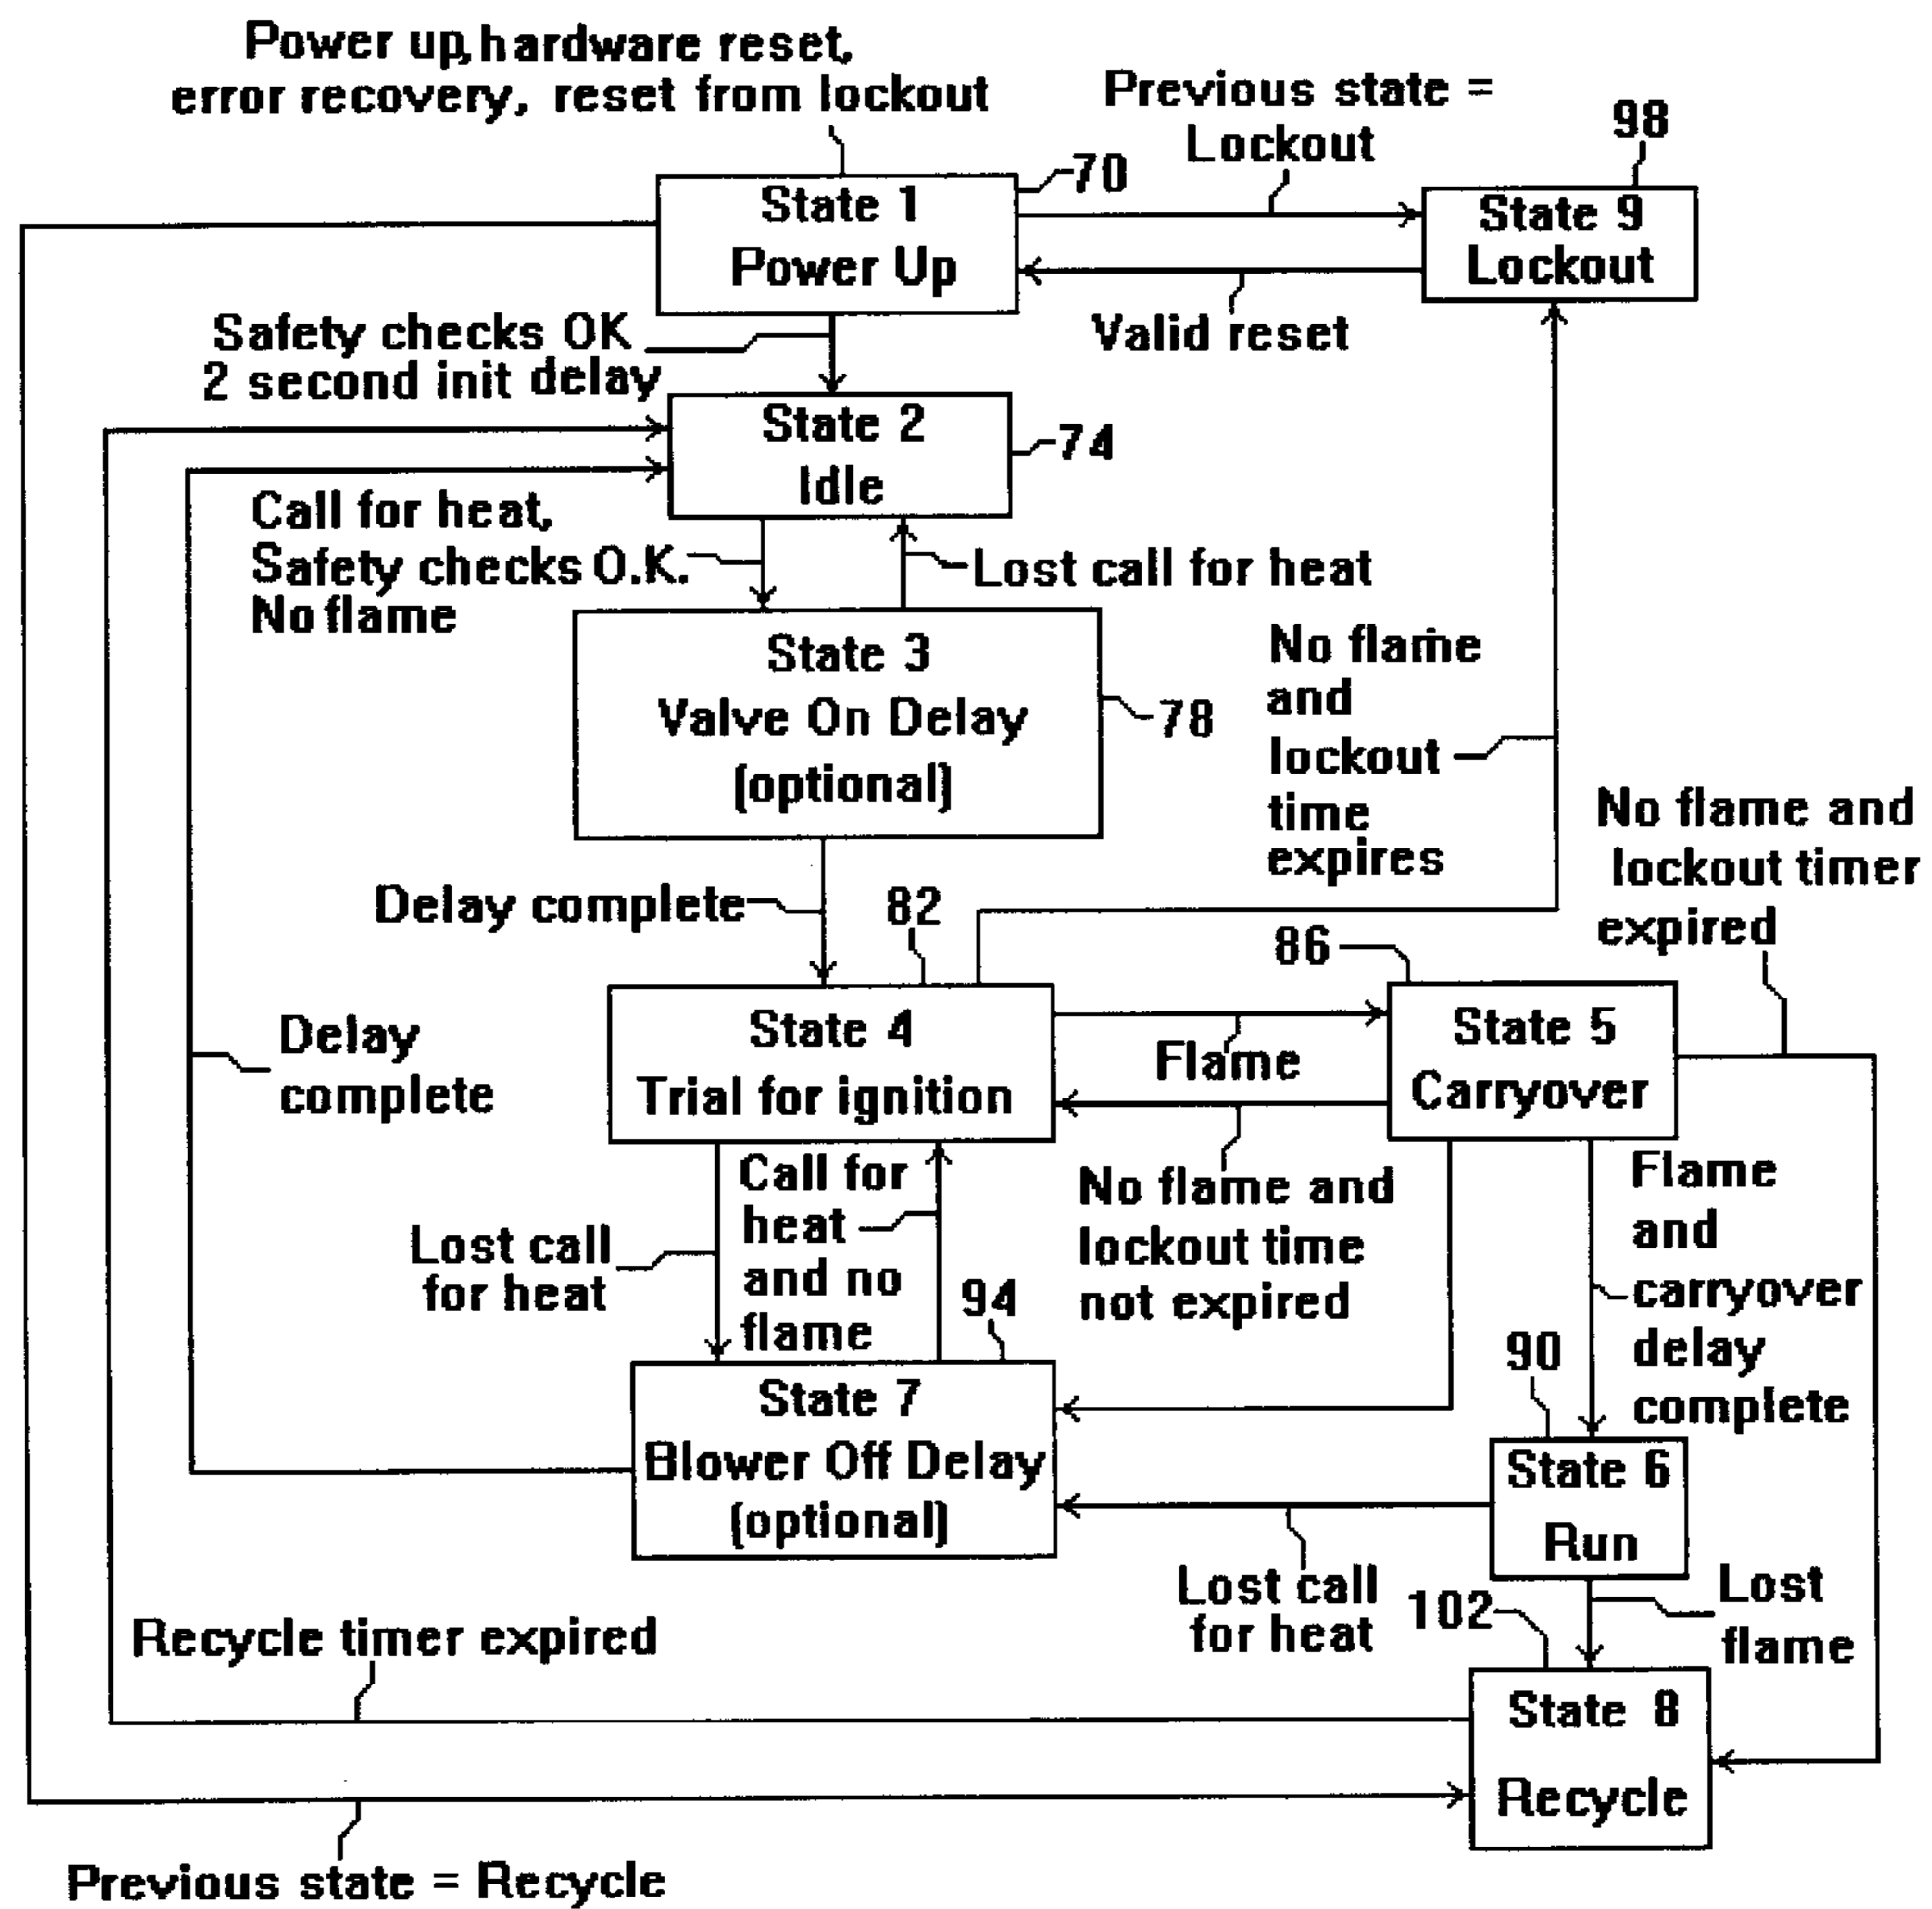 Power up, hardware reset,
error recovery, reset from lockout
Previous state =
Lockout
98
70
State 1
Power Up
State 9
Lockout
Valid reset
Safety checks OK
2 second init delay
State 2
Idle
74
Call for heat,
Safety checks O.K.
No flame
Lost call for heat
State 3
Valve On Delay
(optional)
78
No flame
and
lockout
time
expires
No flame and
lockout timer
expired
Delay complete
82
86
State 4
Trial for ignition
Flame
State 5
Carryover
Delay
complete
Lost call
for heat
Call for
heat
and no
flame
94
No flame and
lockout time
not expired
Flame
and
carryover
delay
complete
90
State 7
Blower Off Delay
(optional)
State 6
Run
Lost call
for heat
102
Lost
flame
Recycle timer expired
State 8
Recycle
Previous state = Recycle